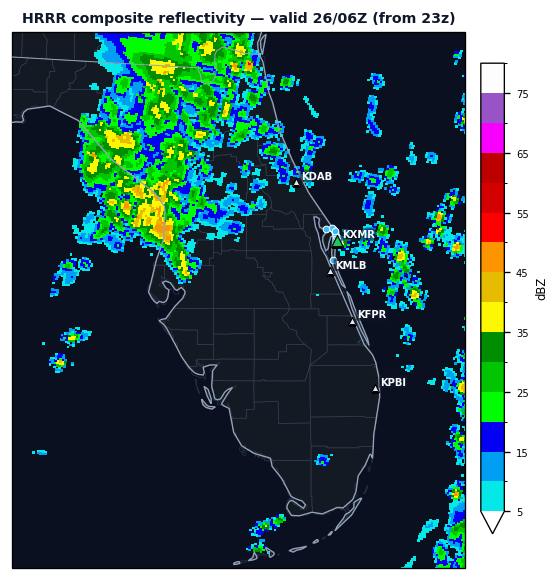 HRRR composite reflectivity — valid 26/06Z (from 23z)
KDAB
KXMR
KMLB
KFPR
KPBI
75
65
55
45
35
25
15
5
dBZ